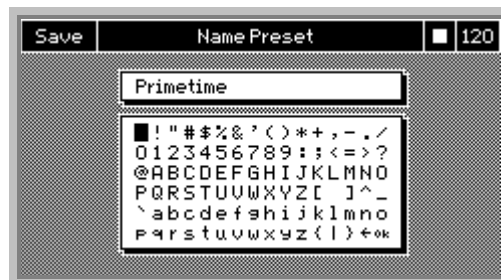 Save Name Preset 120
Primetime
!"#$%&'()*+,-./
0123456789:;<=>?
@ABCDEFGHIJKLMNO
PQRSTUVWXYZ[ ]^_
`abcdefghijklmno
pqrstuvwxyz{|}←ok